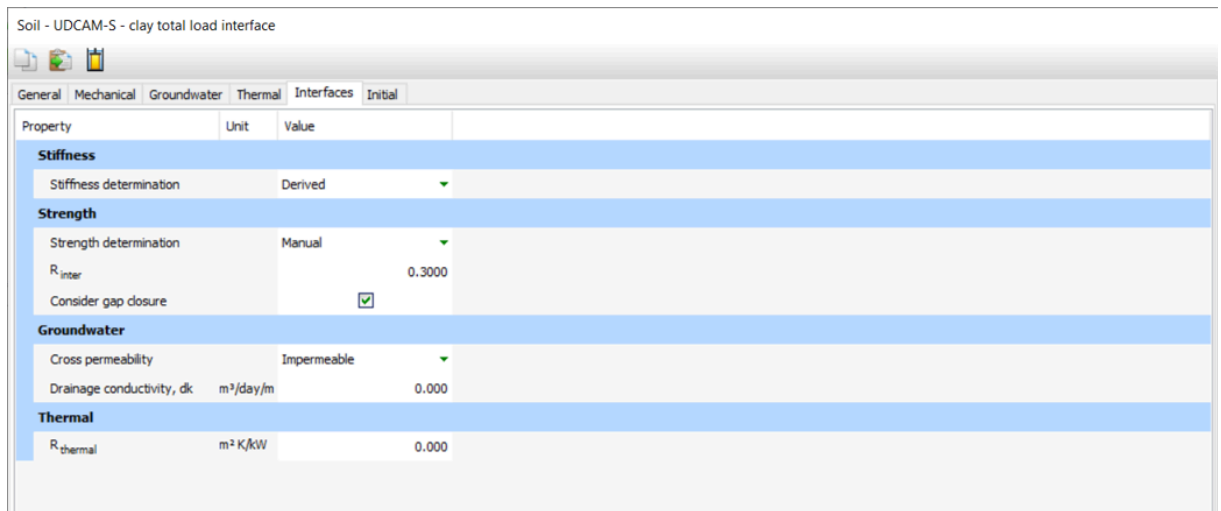 Soil - UDCAM-S - clay total load interface
General Mechanical Groundwater Thermal Interfaces Initial
Property Unit Value
Stiffness
Stiffness determination Derived
Strength
Strength determination Manual
R inter 0.3000
Consider gap closure
Groundwater
Cross permeability Impermeable
Drainage conductivity, dk m³/day/m 0.000
Thermal
R thermal m² K/kW 0.000